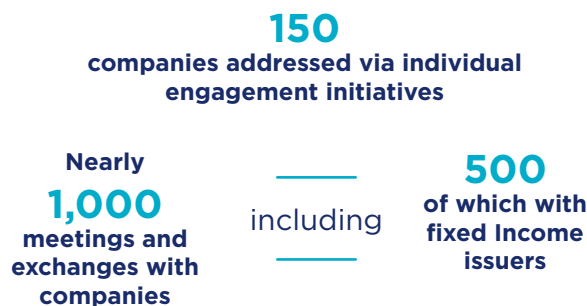 150
companies addressed via individual
engagement initiatives
Nearly
1,000
meetings and
exchanges with
companies
including
500
of which with
fixed Income
issuers